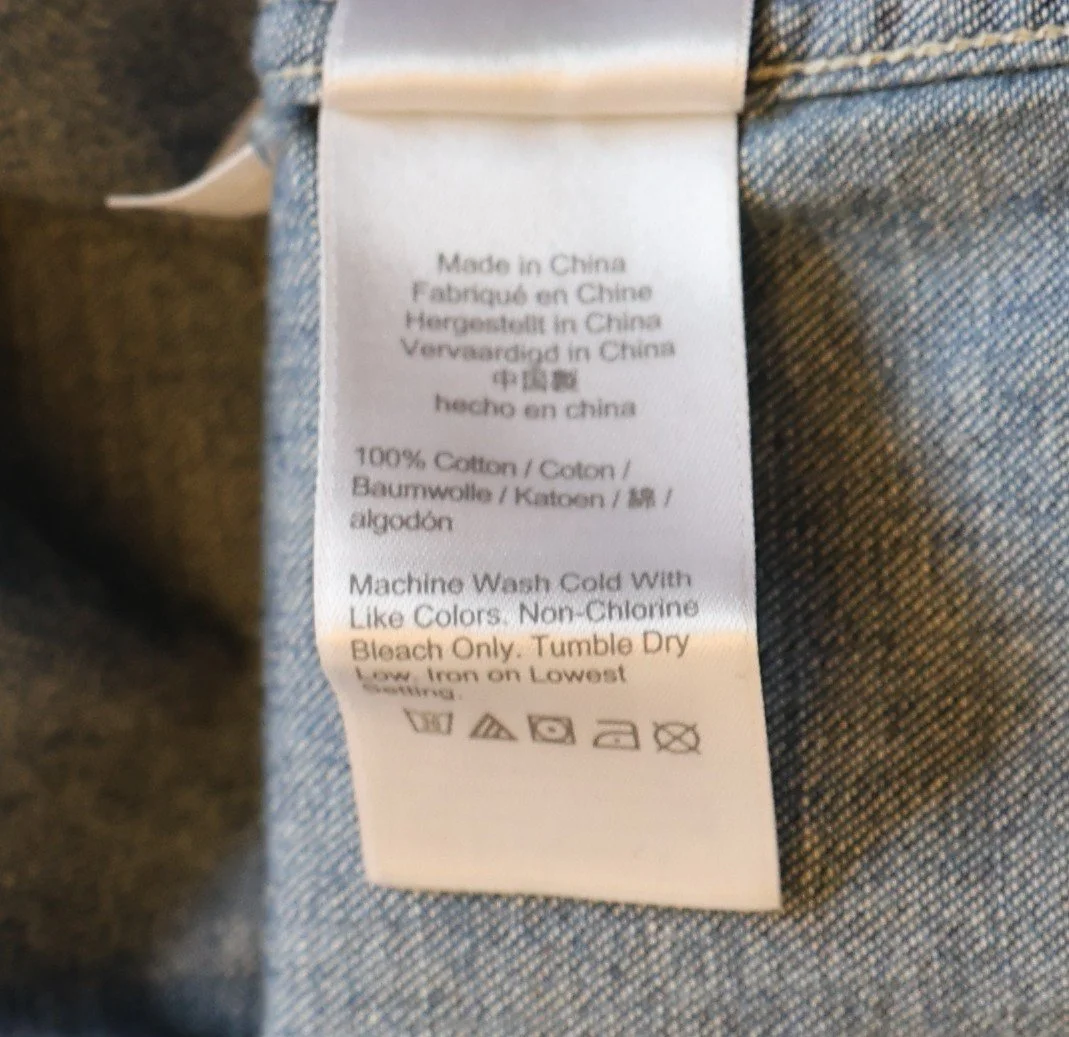 Made in China
Fabriqué en Chine
Hergestellt in China
Vervaardigd in China
中国製
hecho en china
100% Cotton / Coton /
Baumwolle / Katoen / 綿 /
algodón
Machine Wash Cold With
Like Colors. Non-Chlorine
Bleach Only. Tumble Dry
Low. Iron on Lowest
Setting.